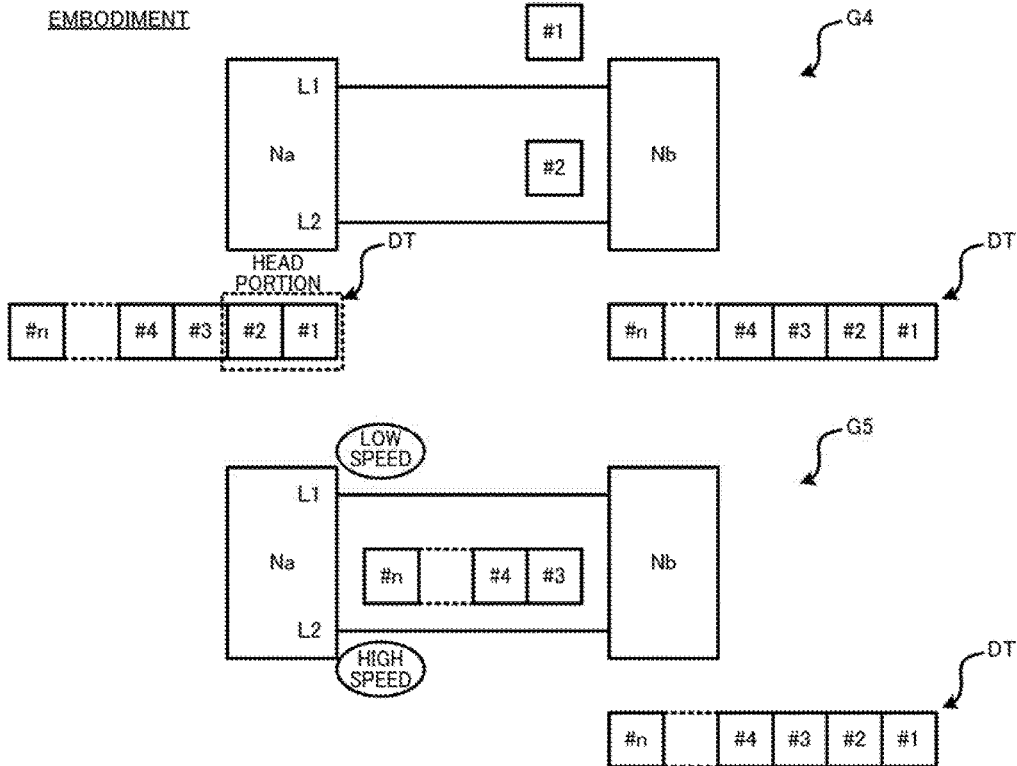 EMBODIMENT
#1
G4
L1
Na
#2
Nb
L2
HEAD
PORTION
DT
DT
#n #4 #3 #2 #1
#n #4 #3 #2 #1
LOW
SPEED
G5
L1
Na
#n #4 #3
Nb
L2
HIGH
SPEED
DT
#n #4 #3 #2 #1